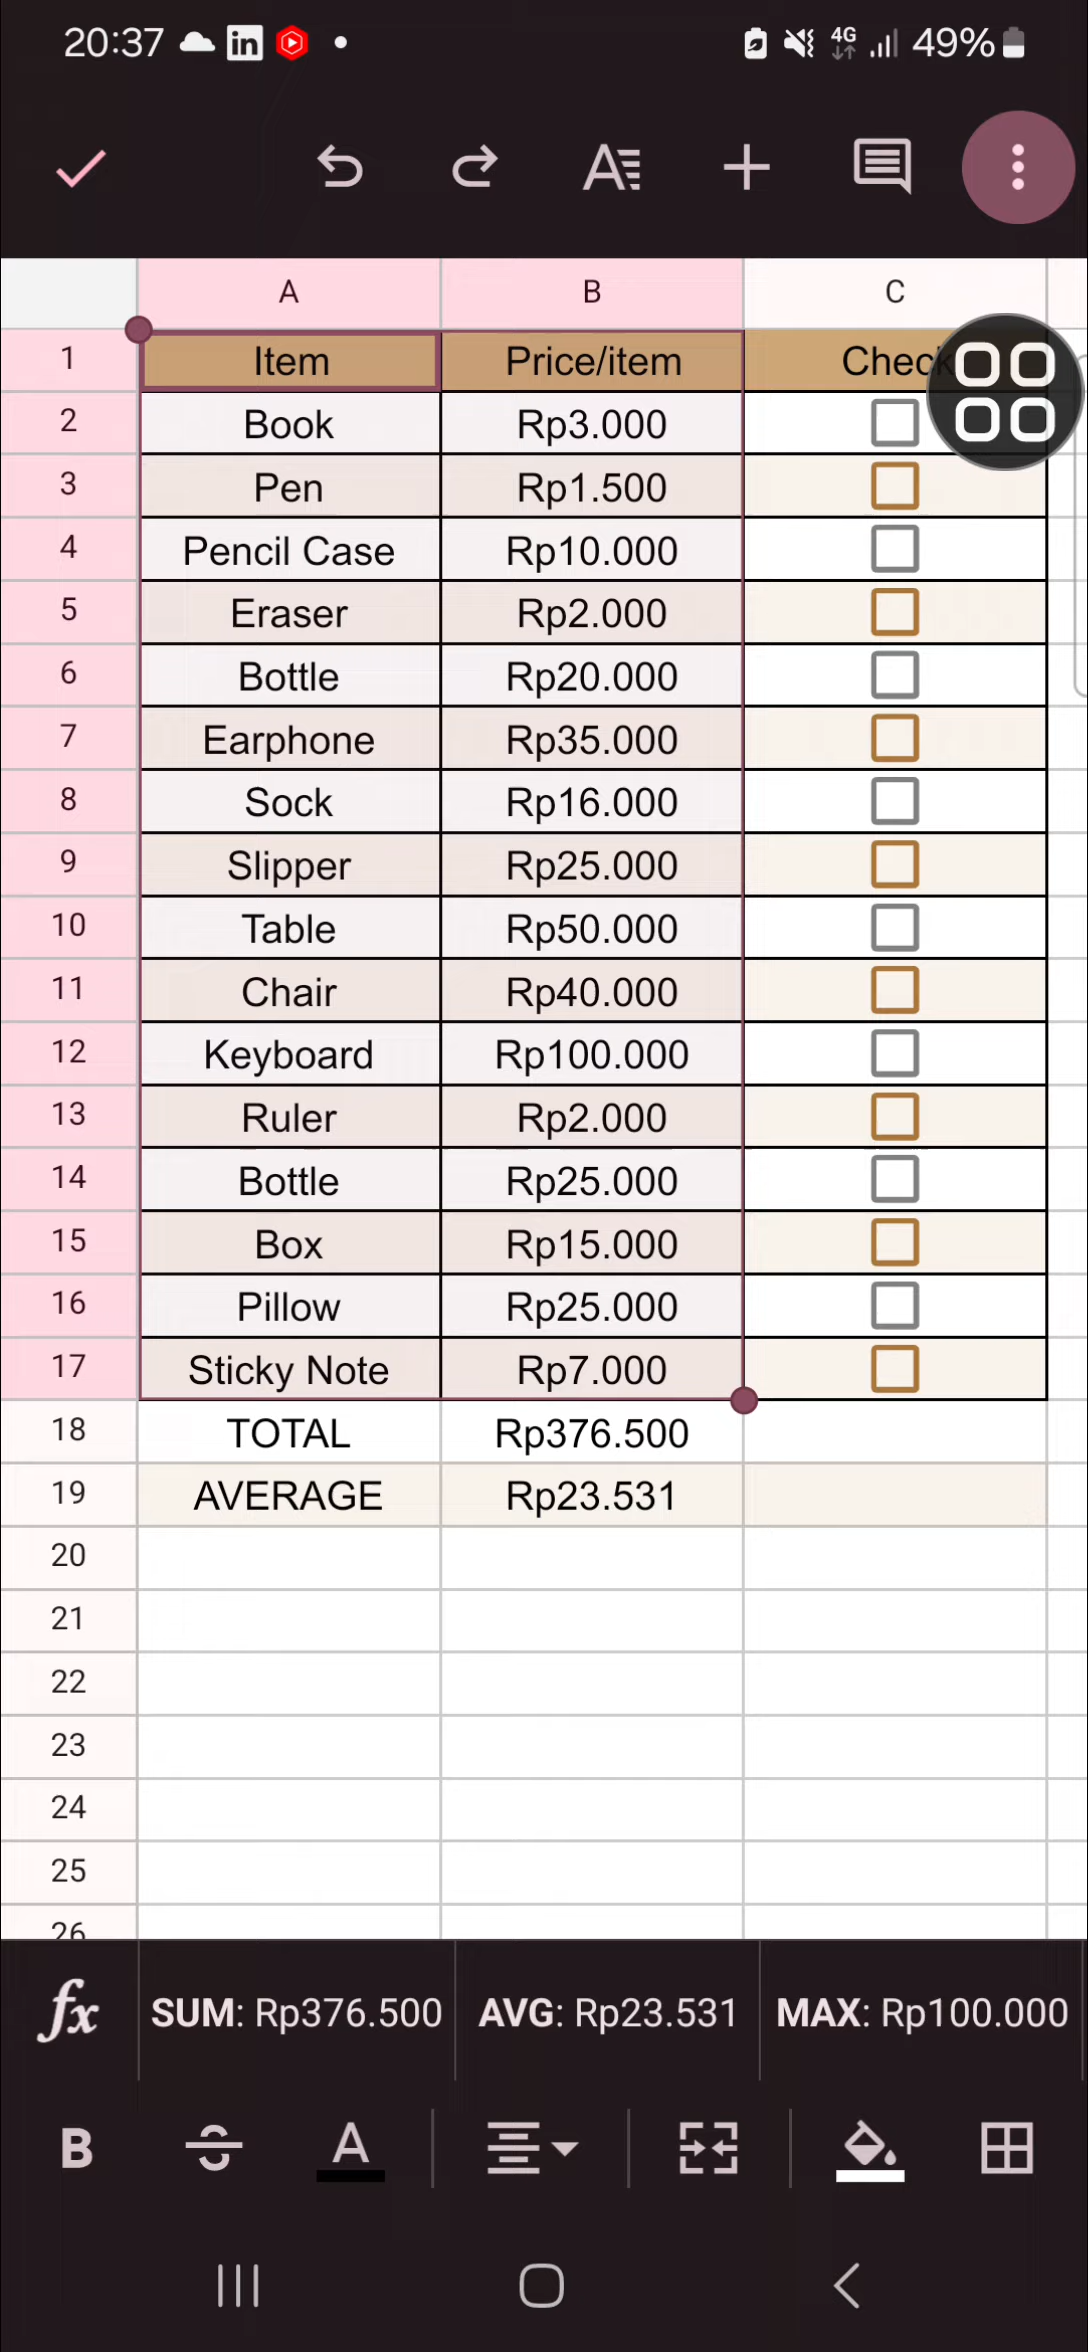 20:37 in 4G 49%
A B C
1 Item Price/item Check
2 Book Rp3.000
3 Pen Rp1.500
4 Pencil Case Rp10.000
5 Eraser Rp2.000
6 Bottle Rp20.000
7 Earphone Rp35.000
8 Sock Rp16.000
9 Slipper Rp25.000
10 Table Rp50.000
11 Chair Rp40.000
12 Keyboard Rp100.000
13 Ruler Rp2.000
14 Bottle Rp25.000
15 Box Rp15.000
16 Pillow Rp25.000
17 Sticky Note Rp7.000
18 TOTAL Rp376.500
19 AVERAGE Rp23.531
20
21
22
23
24
25
26
fx SUM: Rp376.500 AVG: Rp23.531 MAX: Rp100.000
B S A